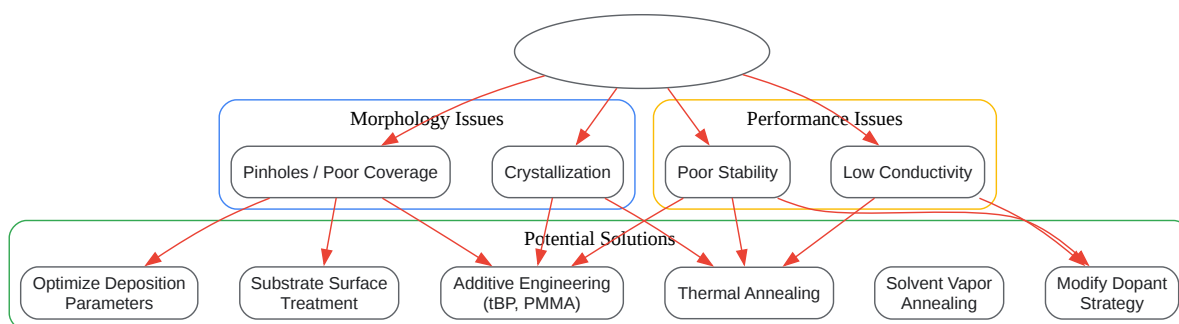 Morphology Issues
Performance Issues
Pinholes / Poor Coverage
Crystallization
Poor Stability
Low Conductivity
Potential Solutions
Optimize Deposition
Parameters
Substrate Surface
Treatment
Additive Engineering
(tBP, PMMA)
Thermal Annealing
Solvent Vapor
Annealing
Modify Dopant
Strategy